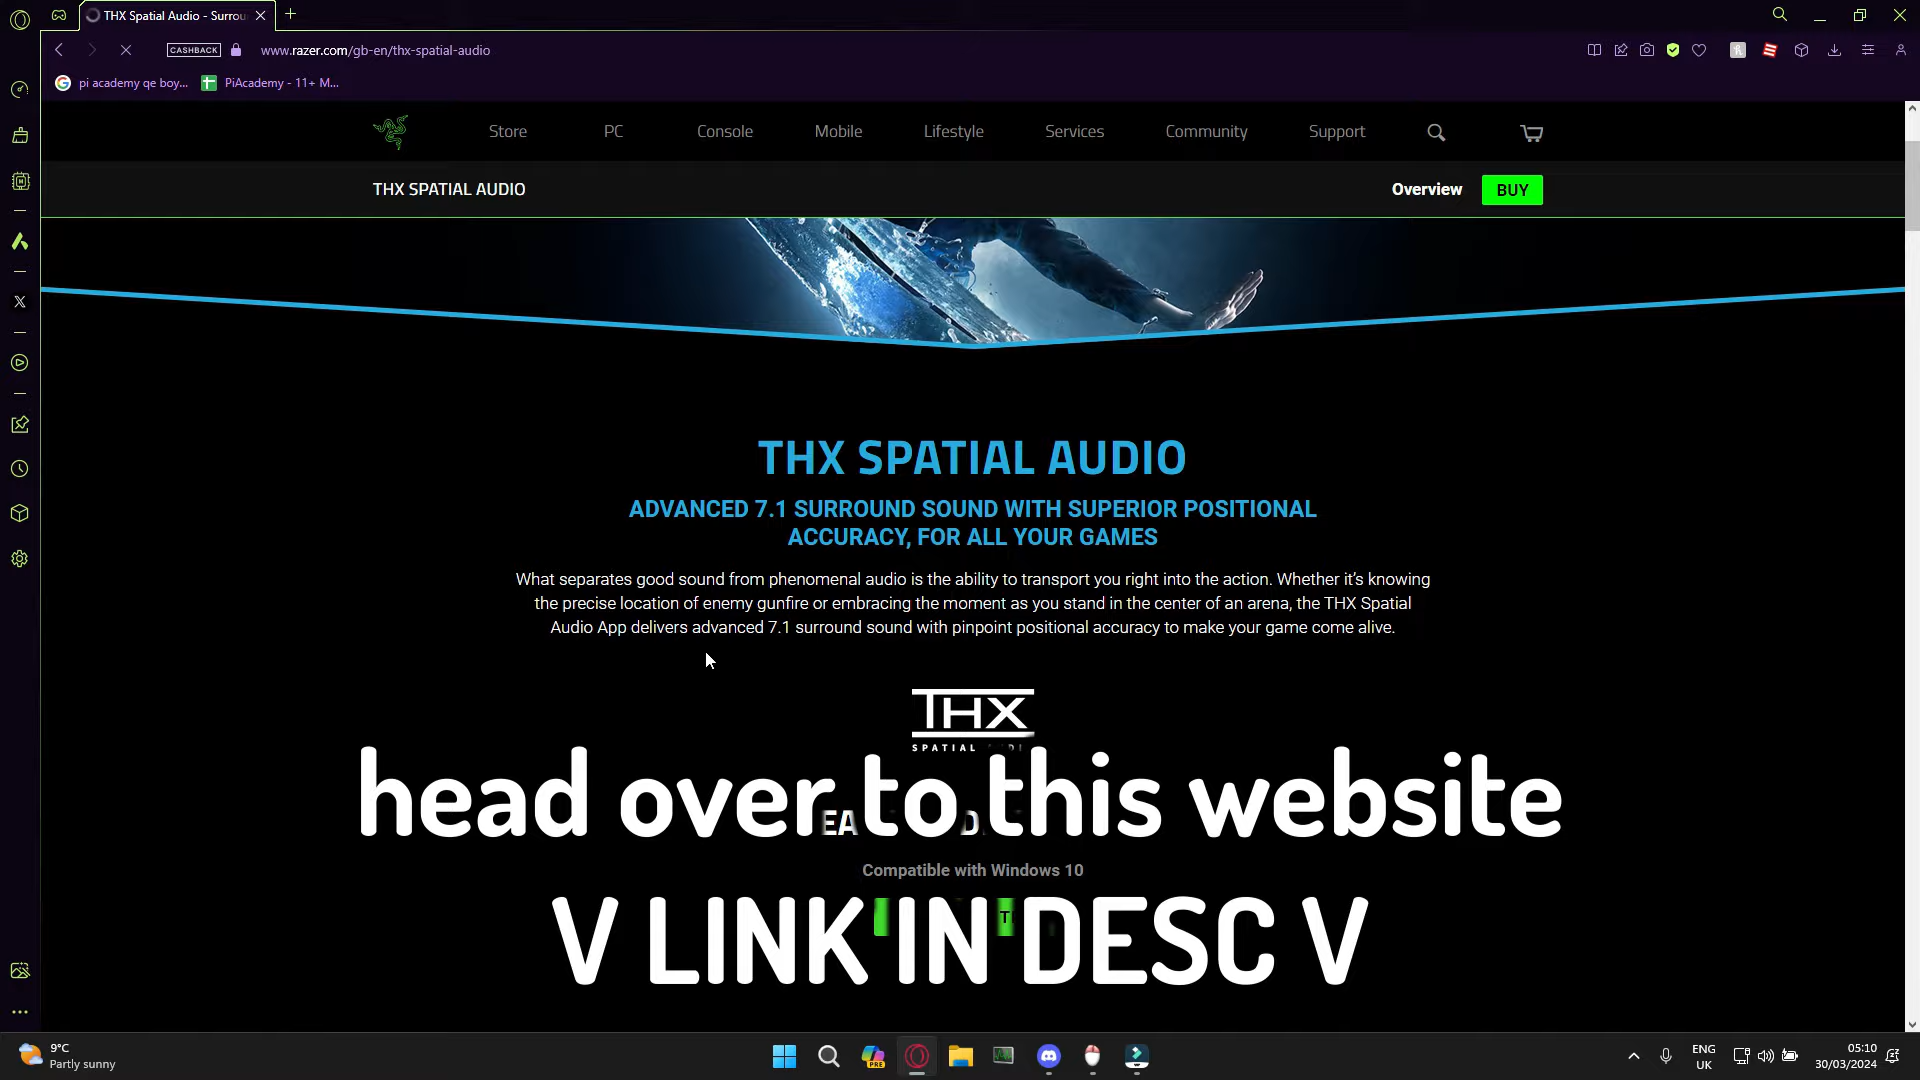 THX Spatial Audio - Surrou
CASHBACK
www.razer.com/gb-en/thx-spatial-audio
pi academy qe boy...
PiAcademy - 11+ M...
Store
PC
Console
Mobile
Lifestyle
Services
Community
Support
THX SPATIAL AUDIO
Overview
BUY
THX SPATIAL AUDIO
ADVANCED 7.1 SURROUND SOUND WITH SUPERIOR POSITIONAL
ACCURACY, FOR ALL YOUR GAMES
What separates good sound from phenomenal audio is the ability to transport you right into the action. Whether it's knowing
the precise location of enemy gunfire or embracing the moment as you stand in the center of an arena, the THX Spatial
Audio App delivers advanced 7.1 surround sound with pinpoint positional accuracy to make your game come alive.
THX
SPATIAL
head over to this website
Compatible with Windows 10
V LINK IN DESC V
9°C
Partly sunny
PRE
ENG
UK
05:10
30/03/2024